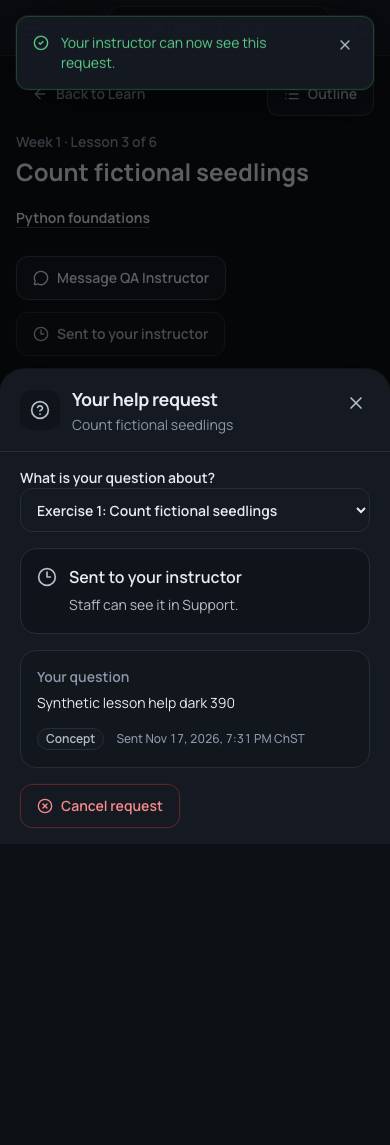 Your instructor can now see this
request.
Back to Learn
Outline
Week 1 · Lesson 3 of 6
Count fictional seedlings
Python foundations
Message QA Instructor
Sent to your instructor
Your help request
Count fictional seedlings
What is your question about?
Exercise 1: Count fictional seedlings
Sent to your instructor
Staff can see it in Support.
Your question
Synthetic lesson help dark 390
Concept
Sent Nov 17, 2026, 7:31 PM ChST
Cancel request